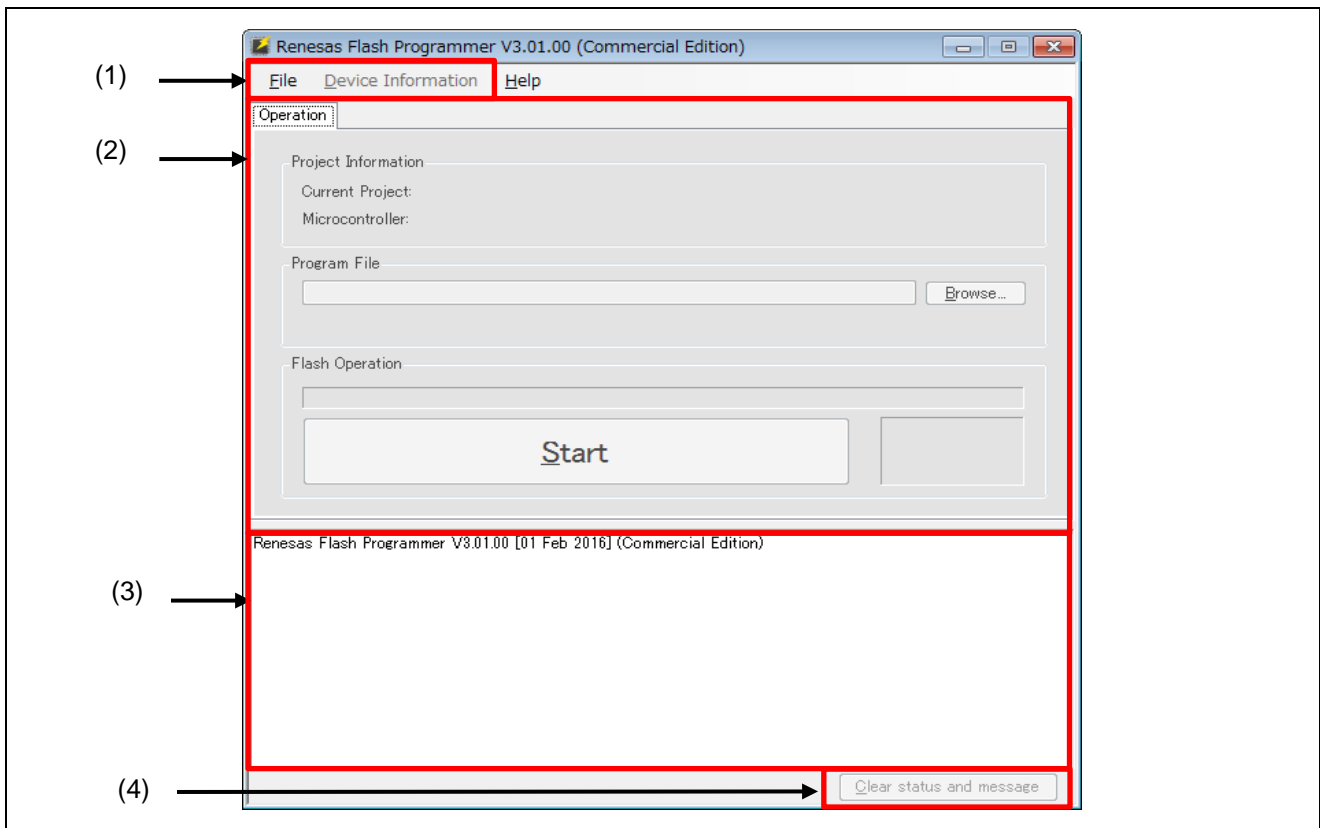 Renesas Flash Programmer V3.01.00 (Commercial Edition)
(1)
File Device Information Help
Operation
(2)
Project Information
Current Project:
Microcontroller:
Program File
Browse...
Flash Operation
Start
Renesas Flash Programmer V3.01.00 [01 Feb 2016] (Commercial Edition)
(3)
(4)
Clear status and message